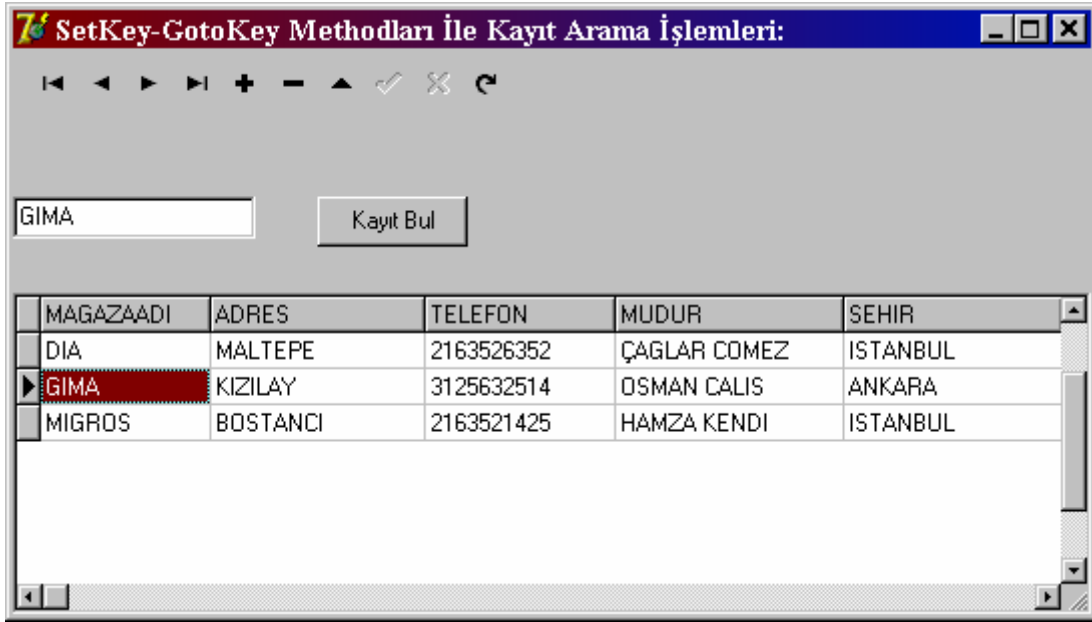 SetKey-GotoKey Methodları İle Kayıt Arama İşlemleri:
GIMA
Kayıt Bul
MAGAZAADI ADRES TELEFON MUDUR SEHIR
DIA MALTEPE 2163526352 ÇAGLAR COMEZ ISTANBUL
GIMA KIZILAY 3125632514 OSMAN CALIS ANKARA
MIGROS BOSTANCI 2163521425 HAMZA KENDI ISTANBUL